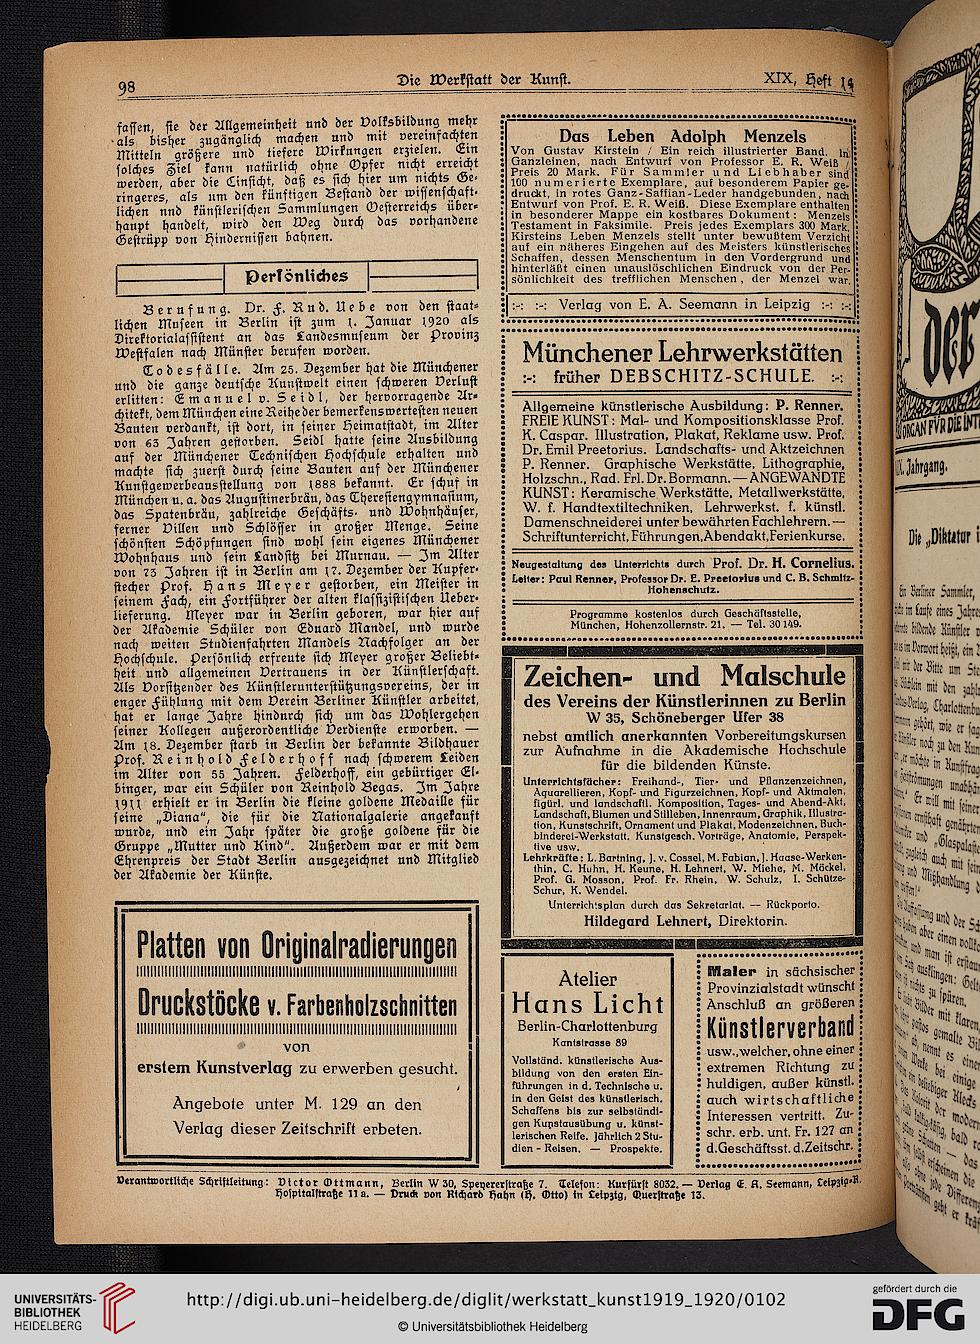 98
Die Werkstatt der Kunst.
XIX, Heft 14
fassen, sie der Allgemeinheit und der Volksbildung mehr
als bisher zugänglich machen und mit vereinfachten
Mitteln größere und tiefere Wirkungen erzielen. Ein
solches Ziel kann natürlich ohne Opfer nicht erreicht
werden, aber die Einsicht, daß es sich hier um nichts Ge-
ringeres, als um den künftigen Bestand der wissenschaft-
lichen und künstlerischen Sammlungen Oesterreichs über-
haupt handelt, wird den Weg durch das vorhandene
Gestrüpp von Hindernissen bahnen.
Persönliches
Berufung. Dr. F. Rud. Uebe von den staat-
lichen Museen in Berlin ist zum 1. Januar 1920 als
Direktorialassistent an das Landesmuseum der Provinz
Westfalen nach Münster berufen worden.
Todesfälle. Am 25. Dezember hat die Münchener
und die ganze deutsche Kunstwelt einen schweren Verlust
erlitten: Emanuel v. Seidl, der hervorragende Ar-
chitekt, dem München eine Reihe der bemerkenswertesten neuen
Bauten verdankt, ist dort, in seiner Heimatstadt, im Alter
von 63 Jahren gestorben. Seidl hatte seine Ausbildung
auf der Münchener Technischen Hochschule erhalten und
machte sich zuerst durch seine Bauten auf der Münchener
Kunstgewerbeausstellung von 1888 bekannt. Er schuf in
München u. a. das Augustinerbräu, das Theresiengymnasium,
das Spatenbräu, zahlreiche Geschäfts- und Wohnhäuser,
ferner Villen und Schlösser in großer Menge. Seine
schönsten Schöpfungen sind wohl sein eigenes Münchener
Wohnhaus und sein Landsitz bei Murnau. — Im Alter
von 73 Jahren ist in Berlin am 17. Dezember der Kupfer-
stecher Prof. Hans Meyer gestorben, ein Meister in
seinem Fach, ein Fortführer der alten klassizistischen Ueber-
lieferung. Meyer war in Berlin geboren, war hier auf
der Akademie Schüler von Eduard Mandel, und wurde
nach weiten Studienfahrten Mandels Nachfolger an der
Hochschule. Persönlich erfreute sich Meyer großer Beliebt-
heit und allgemeinen Vertrauens in der Künstlerschaft.
Als Vorsitzender des Künstlerunterstützungsvereins, der in
enger Fühlung mit dem Verein Berliner Künstler arbeitet,
hat er lange Jahre hindurch sich um das Wohlergehen
seiner Kollegen außerordentliche Verdienste erworben. —
Am 18. Dezember starb in Berlin der bekannte Bildhauer
Prof. Reinhold Felderhoff nach schwerem Leiden
im Alter von 55 Jahren. Felderhoff, ein gebürtiger El-
binger, war ein Schüler von Reinhold Begas. Im Jahre
1911 erhielt er in Berlin die kleine goldene Medaille für
seine „Diana“, die für die Nationalgalerie angekauft
wurde, und ein Jahr später die große goldene für die
Gruppe „Mutter und Kind“. Außerdem war er mit dem
Ehrenpreis der Stadt Berlin ausgezeichnet und Mitglied
der Akademie der Künste.
Platten von Originalradierungen
Druckstöcke v. Farbenholzschnitten
von
erstem Kunstverlag zu erwerben gesucht.
Angebote unter M. 129 an den
Verlag dieser Zeitschrift erbeten.
Das Leben Adolph Menzels
Von Gustav Kirstein / Ein reich illustrierter Band, in
Ganzleinen, nach Entwurf von Professor E. R. Weiß
Preis 20 Mark. Für Sammler und Liebhaber sind
100 numerierte Exemplare, auf besonderem Papier ge-
druckt, in rotes Ganz-Saffian-Leder handgebunden, nach
Entwurf von Prof. E. R. Weiß. Diese Exemplare enthalten
in besonderer Mappe ein kostbares Dokument: Menzels
Testament in Faksimile. Preis jedes Exemplars 300 Mark.
Kirsteins Leben Menzels stellt unter bewußtem Verzicht
auf ein näheres Eingehen auf des Meisters künstlerisches
Schaffen, dessen Menschentum in den Vordergrund und
hinterläßt einen unauslöschlichen Eindruck von der Per-
sönlichkeit des trefflichen Menschen, der Menzel war.
:-: :-: Verlag von E. A. Seemann in Leipzig :-: :-:
Münchener Lehrwerkstätten
:-: früher DEBSCHITZ-SCHULE. :-:
Allgemeine künstlerische Ausbildung: P. Renner.
FREIE KUNST: Mal- und Kompositionsklasse Prof.
K. Caspar. Illustration, Plakat, Reklame usw. Prof.
Dr. Emil Preetorius. Landschafts- und Aktzeichnen
P. Renner. Graphische Werkstätte, Lithographie,
Holzschn., Rad. Frl. Dr. Bormann. — ANGEWANDTE
KUNST: Keramische Werkstätte, Metallwerkstätte,
W. f. Handtextiltechniken, Lehrwerkst. f. künstl.
Damenschneiderei unter bewährten Fachlehrern. —
Schriftunterricht, Führungen, Abendakt, Ferienkurse.
Neugestaltung des Unterrichts durch Prof. Dr. H. Cornelius.
Leiter: Paul Renner, Professor Dr. E. Preetorius und C. B. Schmitz-
Hohenschutz.
Programme kostenlos durch Geschäftsstelle,
München, Hohenzollernstr. 21. — Tel. 30149.
Zeichen- und Malschule
des Vereins der Künstlerinnen zu Berlin
W 35, Schöneberger Ufer 38
nebst amtlich anerkannten Vorbereitungskursen
zur Aufnahme in die Akademische Hochschule
für die bildenden Künste.
Unterrichtsfächer: Freihand-, Tier- und Pflanzenzeichnen,
Aquarellieren, Kopf- und Figurzeichnen, Kopf- und Aktmalen,
figürl. und landschaftl. Komposition, Tages- und Abend-Akt,
Landschaft, Blumen und Stilleben, Innenraum, Graphik, Illustra-
tion, Kunstschrift, Ornament und Plakat, Modenzeichnen, Buch-
binderei-Werkstatt, Kunstgesch. Vorträge, Anatomie, Perspek-
tive usw.
Lehrkräfte: L. Bartning, J. v. Cossel, M. Fabian, J. Haase-Werken-
thin, C. Huhn, H. Keune, H. Lehnert, W. Miehe, M. Möckel,
Prof. G. Mosson, Prof. Fr. Rhein, W. Schulz, I. Schütze-
Schur, K. Wendel.
Unterrichtsplan durch das Sekretariat. — Rückporto.
Hildegard Lehnert, Direktorin.
Atelier
Hans Licht
Berlin-Charlottenburg
Kantstrasse 89
Vollständ. künstlerische Aus-
bildung von den ersten Ein-
führungen in d. Technische u.
in den Geist des künstlerisch.
Schaffens bis zur selbständi-
gen Kunstausübung u. künst-
lerischen Reife. Jährlich 2 Stu-
dien-Reisen. — Prospekte.
Maler in sächsischer
Provinzialstadt wünscht
Anschluß an größeren
Künstlerverband
usw., welcher, ohne einer
extremen Richtung zu
huldigen, außer künstl.
auch wirtschaftliche
Interessen vertritt. Zu-
schr. erb. unt. Fr. 127 an
d. Geschäftsst. d. Zeitschr.
Verantwortliche Schriftleitung: Victor Ottmann, Berlin W 30, Speyererstraße 7. Telefon: Kurfürst 8032. — Verlag E. A. Seemann, Leipzig-R.
Hospitalstraße 11a. — Druck von Richard Hahn (H. Otto) in Leipzig, Querstraße 13.
der
ORGAN FÜR DIE
Jahrgang.
Die „Diktatur
UNIVERSITÄTS-
BIBLIOTHEK
HEIDELBERG
http://digi.ub.uni-heidelberg.de/diglit/werkstatt_kunst1919_1920/0102
© Universitätsbibliothek Heidelberg
gefördert durch die
DFG